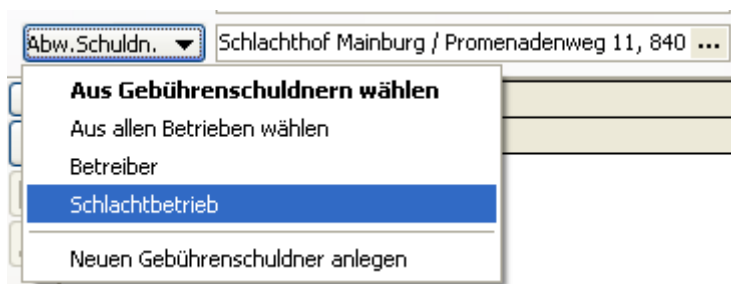 Abw.Schuldn. Schlachthof Mainburg / Promenadenweg 11, 840 ...
Aus Gebührenschuldnern wählen
Aus allen Betrieben wählen
Betreiber
Schlachtbetrieb
Neuen Gebührenschuldner anlegen